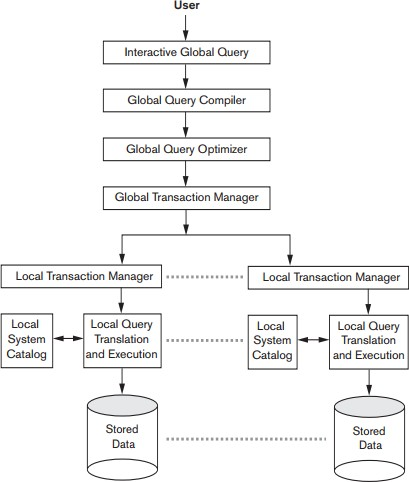 User
Interactive Global Query
Global Query Compiler
Global Query Optimizer
Global Transaction Manager
Local Transaction Manager
Local Transaction Manager
Local
System
Catalog
Local Query
Translation
and Execution
Local
System
Catalog
Local Query
Translation
and Execution
Stored
Data
Stored
Data